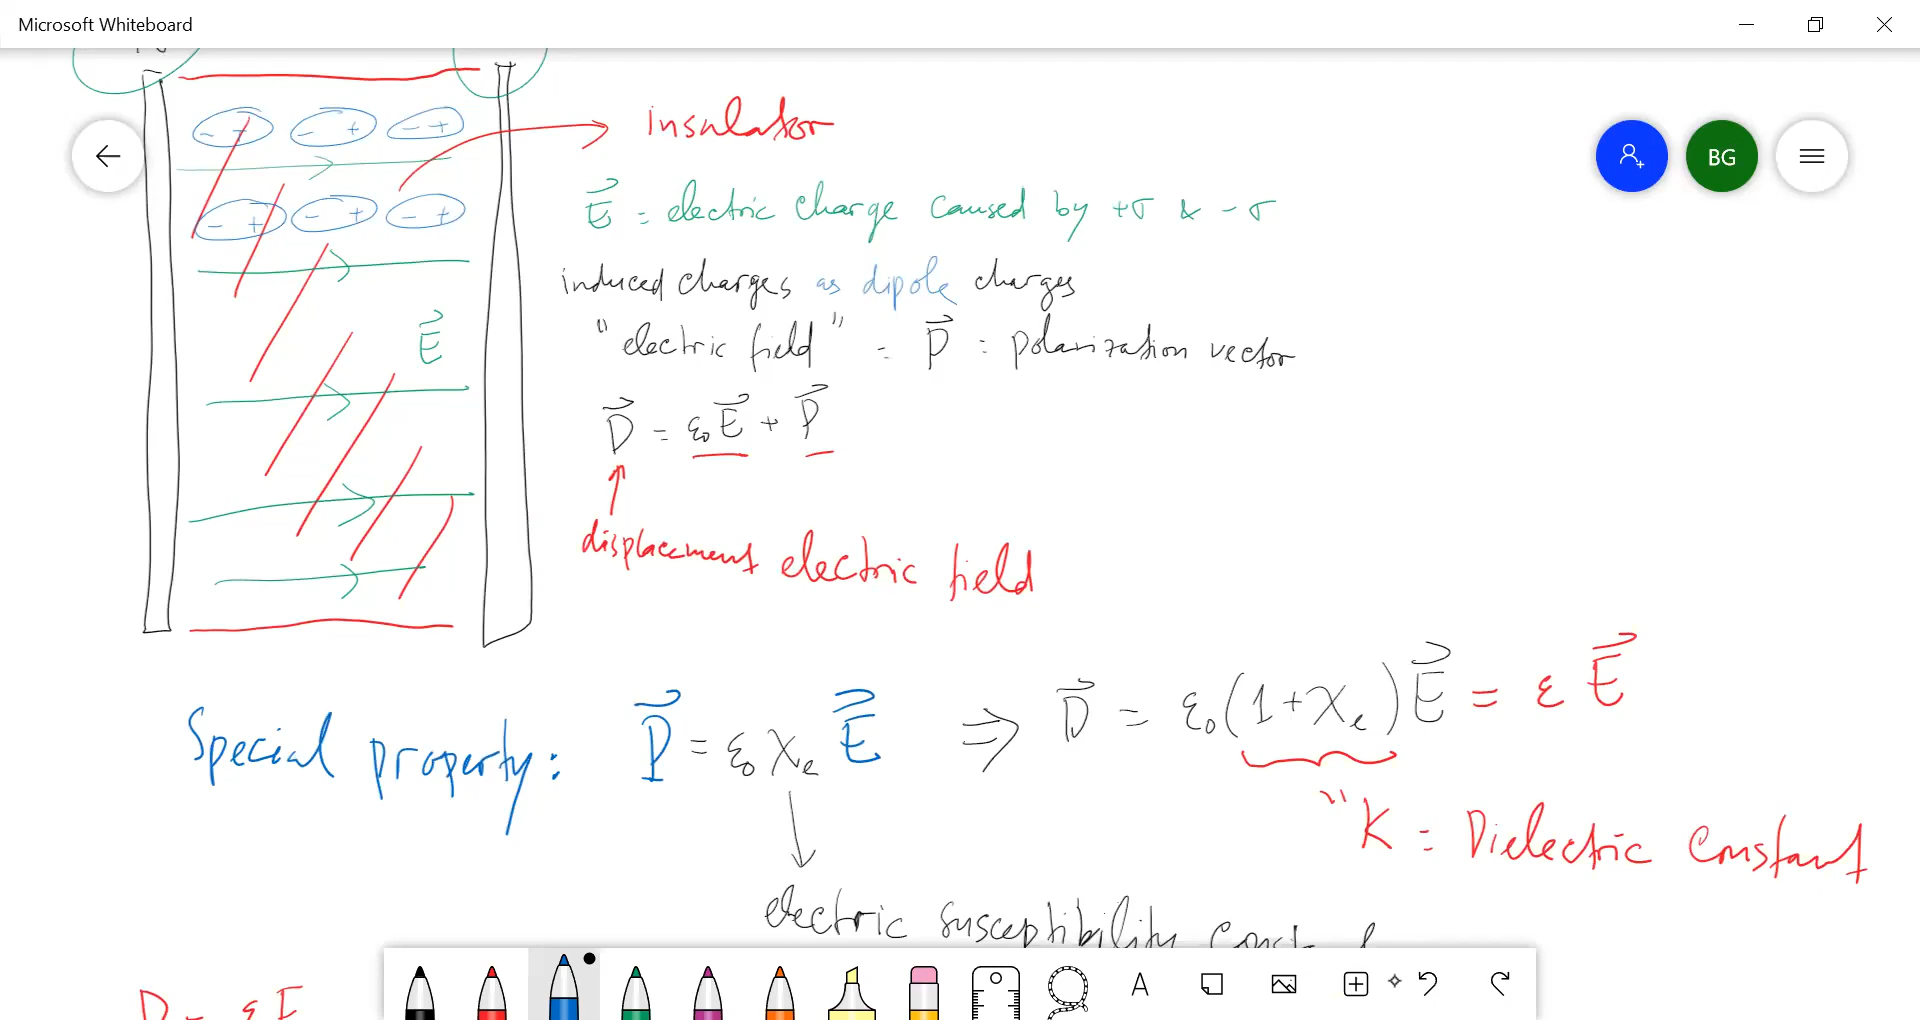 Microsoft Whiteboard
- + - + - +
insulator
BG
E⃗ = electric charge caused by +σ & -σ
- + - + - +
induced charges as dipole charges
E⃗
"electric field" = P⃗ = polarization vector
D⃗ = ε₀E⃗ + P⃗
displacement electric field
Special property: P⃗ = ε₀ χₑ E⃗ ⇒ D⃗ = ε₀(1+χₑ)E⃗ = ε E⃗
" K = Dielectric Constant
electric susceptibility
D = εE
A